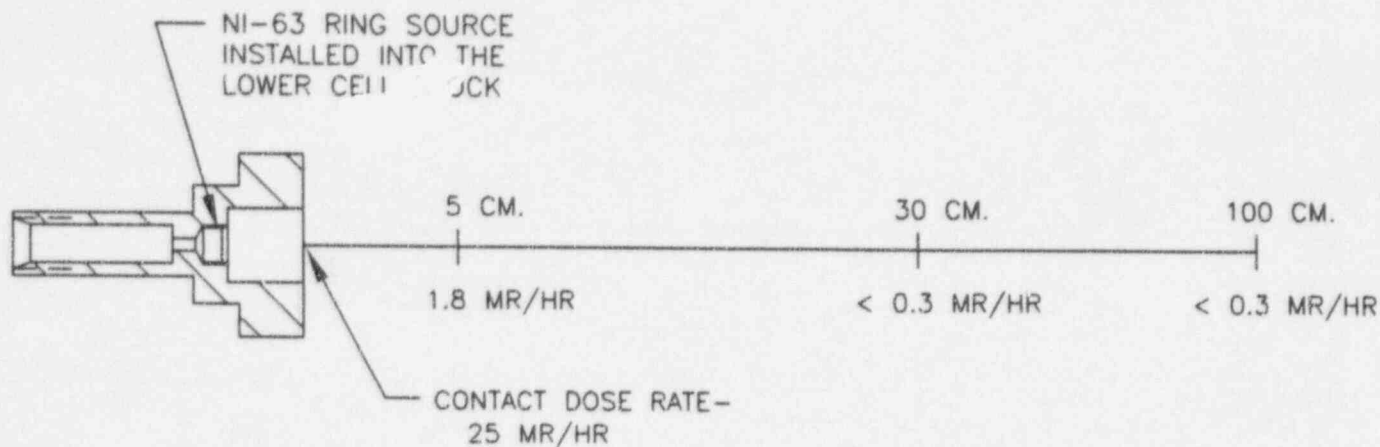 NI-63 RING SOURCE
INSTALLED INTO THE
LOWER
5 CM.
30 CM.
100 CM.
1.8 MR/HR
< 0.3 MR/HR
< 0.3 MR/HR
CONTACT DOSE RATE-
25 MR/HR